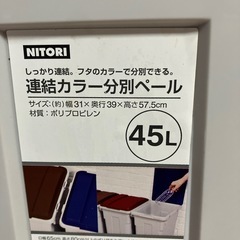 NITORI
しっかり連結。フタのカラーで分別できる。
連結カラー分別ペール
サイズ:(約)幅31×奥行39×高さ57.5cm
材質:ポリプロピレン
45L